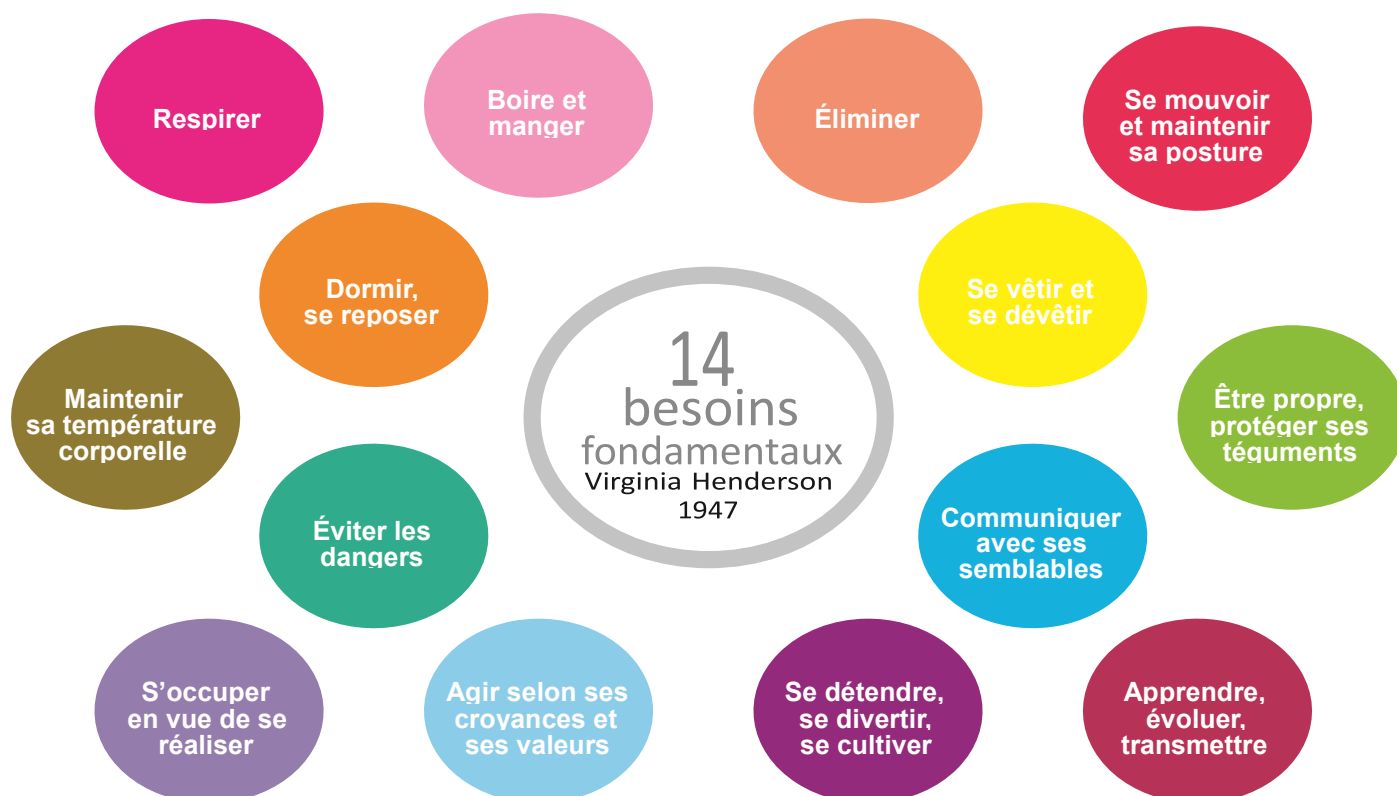 Respirer
Boire et
manger
Éliminer
Se mouvoir
et maintenir
sa posture
Dormir,
se reposer
Se vêtir et
se dévêtir
Maintenir
sa température
corporelle
14
besoins
fondamentaux
Virginia Henderson
1947
Être propre,
protéger ses
téguments
Éviter les
dangers
Communiquer
avec ses
semblables
S’occuper
en vue de se
réaliser
Agir selon ses
croyances et
ses valeurs
Se détendre,
se divertir,
se cultiver
Apprendre,
évoluer,
transmettre